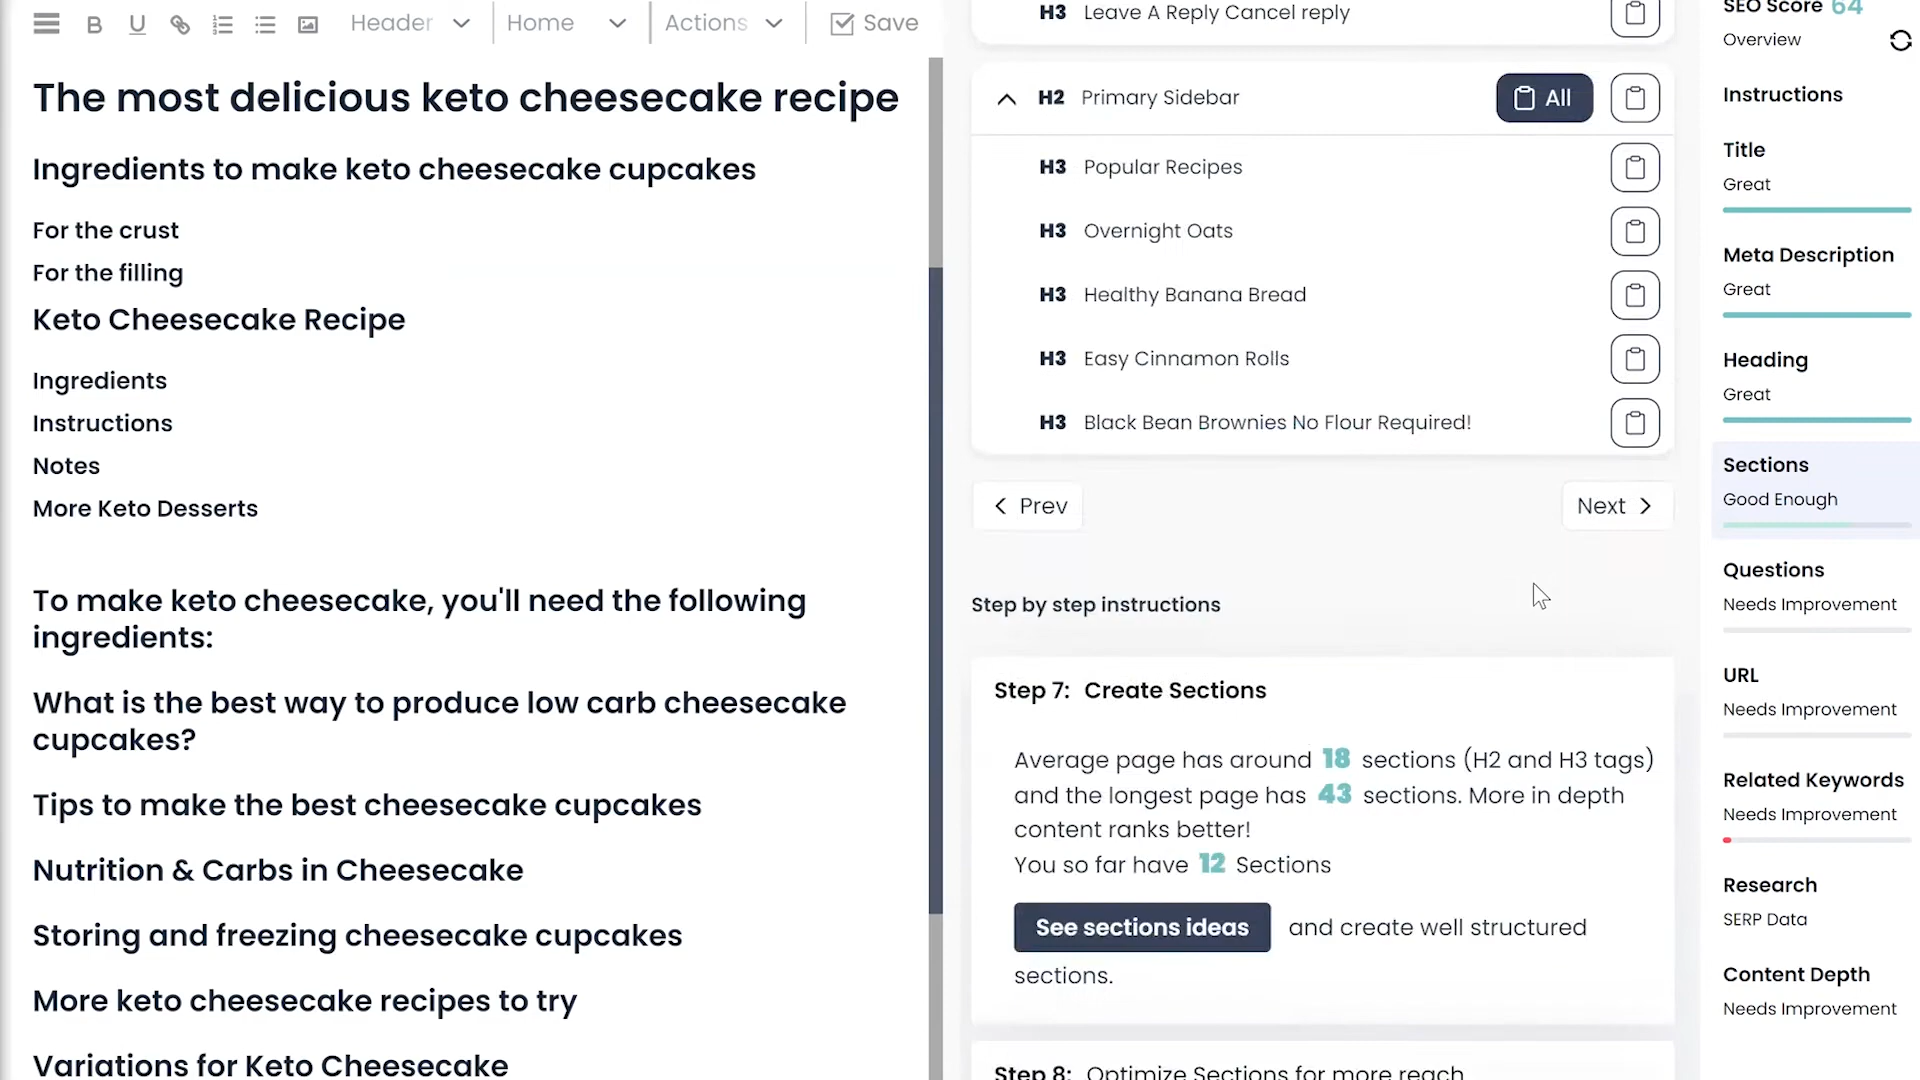 Header
Home
Actions
Save
The most delicious keto cheesecake recipe
Ingredients to make keto cheesecake cupcakes
For the crust
For the filling
Keto Cheesecake Recipe
Ingredients
Instructions
Notes
More Keto Desserts
To make keto cheesecake, you'll need the following
ingredients:
What is the best way to produce low carb cheesecake
cupcakes?
Tips to make the best cheesecake cupcakes
Nutrition & Carbs in Cheesecake
Storing and freezing cheesecake cupcakes
More keto cheesecake recipes to try
Variations for Keto Cheesecake
H3 Leave A Reply Cancel reply
H2 Primary Sidebar
All
H3 Popular Recipes
H3 Overnight Oats
H3 Healthy Banana Bread
H3 Easy Cinnamon Rolls
H3 Black Bean Brownies No Flour Required!
Prev
Next
Step by step instructions
Step 7: Create Sections
Average page has around 18 sections (H2 and H3 tags)
and the longest page has 43 sections. More in depth
content ranks better!
You so far have 12 Sections
See sections ideas and create well structured
sections.
Step 8: Optimize Sections for more reach
SEO Score 64
Overview
Instructions
Title
Great
Meta Description
Great
Heading
Great
Sections
Good Enough
Questions
Needs Improvement
URL
Needs Improvement
Related Keywords
Needs Improvement
Research
SERP Data
Content Depth
Needs Improvement